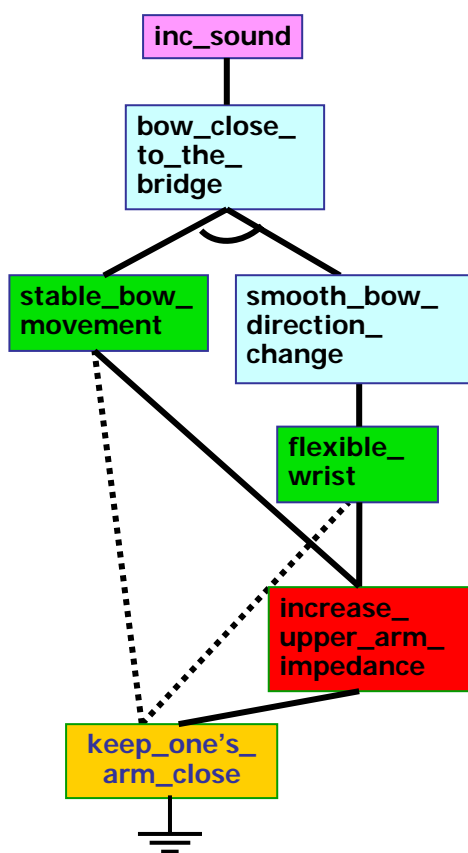 inc_sound
bow_close_
to_the_
bridge
stable_bow_
movement
smooth_bow_
direction_
change
flexible_
wrist
increase_
upper_arm_
impedance
keep_one's_
arm_close